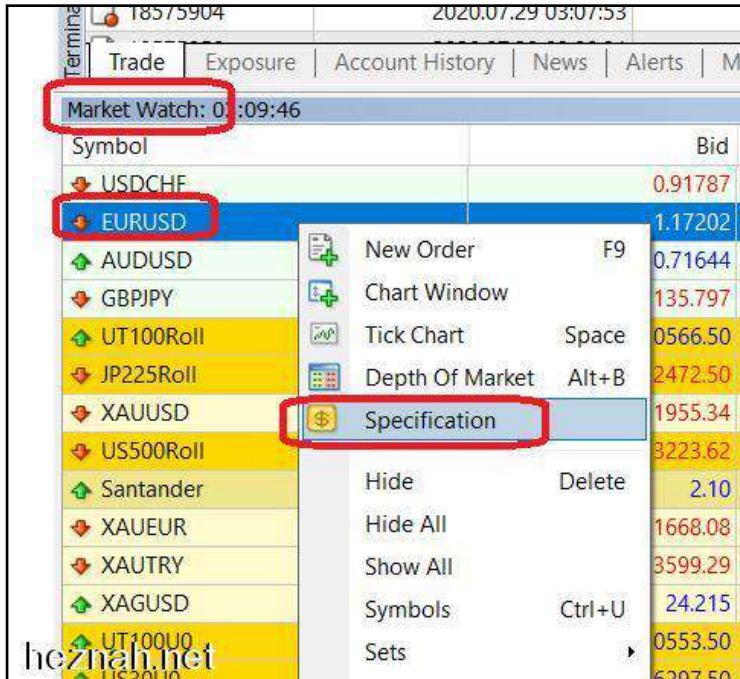 Terminal
18575904 2020.07.29 03:07:53
Trade Exposure Account History News Alerts
Market Watch: :09:46
Symbol Bid
USDCHF 0.91787
EURUSD 1.17202
AUDUSD 0.71644
GBPJPY 135.797
UT100Roll 0566.50
JP225Roll 2472.50
XAUUSD 1955.34
US500Roll 3223.62
Santander 2.10
XAUEUR 1668.08
XAUTRY 3599.29
XAGUSD 24.215
UT100U0 0553.50
US30U0 6297.50
New Order F9
Chart Window
Tick Chart Space
Depth Of Market Alt+B
Specification
Hide Delete
Hide All
Show All
Symbols Ctrl+U
Sets
heznah.net